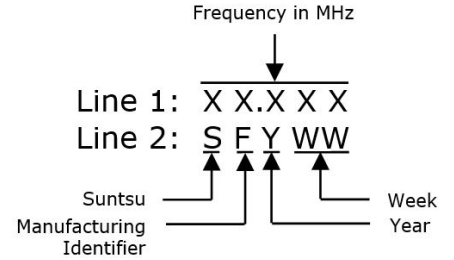 Frequency in MHz
Line 1: X X.X X X
Line 2: S F Y WW
Suntsu
Week
Manufacturing
Identifier
Year